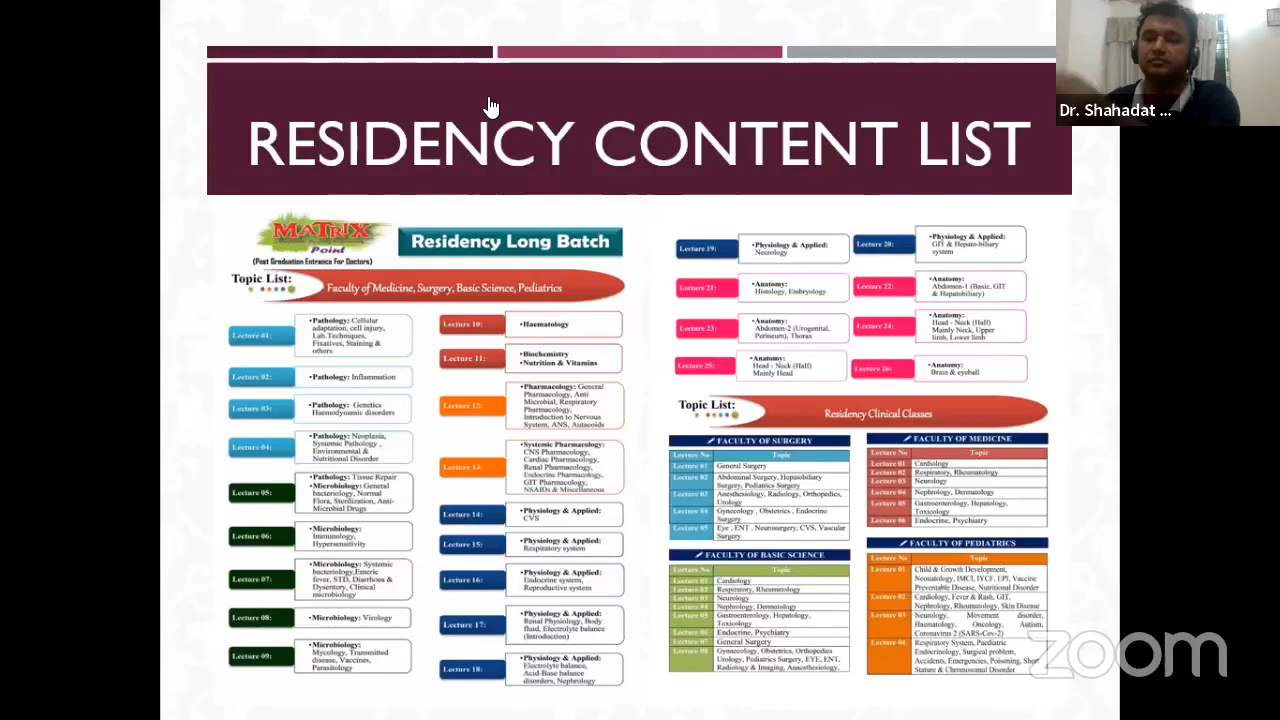 RESIDENCY CONTENT LIST
Dr. Shahadat ...
MATRIX
Point
(Post Graduation Entrance For Doctors)
Residency Long Batch
Topic List:
Faculty of Medicine, Surgery, Basic Science, Pediatrics
Lecture 01:
•Pathology: Cellular
adaptation, cell injury,
Lab.Techniques,
Fixatives, Staining &
others
Lecture 02:
•Pathology: Inflammation
Lecture 03:
•Pathology: Genetics
Haemodynamic disorders
Lecture 04:
•Pathology: Neoplasia,
Systemic Pathology ,
Environmental &
Nutritional Disorder
Lecture 05:
•Pathology: Tissue Repair
•Microbiology: General
bacteriology, Normal
Flora, Sterilization, Anti-
Microbial Drugs
Lecture 06:
•Microbiology:
Immunology,
Hypersensitivity
Lecture 07:
•Microbiology: Systemic
bacteriology,Enteric
fever, STD, Diarrhoea &
Dysentery, Clinical
microbiology
Lecture 08:
•Microbiology: Virology
Lecture 09:
•Microbiology:
Mycology, Transmitted
disease, Vaccines,
Parasitology
Lecture 10:
•Haematology
Lecture 11:
•Biochemistry
•Nutrition & Vitamins
Lecture 12:
•Pharmacology: General
Pharmacology, Anti
Microbial, Respiratory
Pharmacology,
Introduction to Nervous
System, ANS, Autacoids
Lecture 13:
•Systemic Pharmacology:
CNS Pharmacology,
Cardiac Pharmacology,
Renal Pharmacology,
Endocrine Pharmacology,
GIT Pharmacology,
NSAIDs & Miscellaneous
Lecture 14:
•Physiology & Applied:
CVS
Lecture 15:
•Physiology & Applied:
Respiratory system
Lecture 16:
•Physiology & Applied:
Endocrine system,
Reproductive system
Lecture 17:
•Physiology & Applied:
Renal Physiology, Body
fluid, Electrolyte balance
(Introduction)
Lecture 18:
•Physiology & Applied:
Electrolyte balance,
Acid-Base balance
disorders, Nephrology
Lecture 19:
•Physiology & Applied:
Neurology
Lecture 20:
•Physiology & Applied:
GIT & Hepato-biliary
system
Lecture 21:
•Anatomy:
Histology, Embryology
Lecture 22:
•Anatomy:
Abdomen-1 (Basic, GIT
& Hepatobiliary)
Lecture 23:
•Anatomy:
Abdomen-2 (Urogenital,
Perineum), Thorax
Lecture 24:
•Anatomy:
Head - Neck (Half)
Mainly Neck, Upper
limb, Lower limb
Lecture 25:
•Anatomy:
Head - Neck (Half)
Mainly Head
Lecture 26:
•Anatomy:
Brain & eyeball
Topic List:
Residency Clinical Classes
FACULTY OF SURGERY
Lecture No Topic
Lecture 01 General Surgery
Lecture 02 Abdominal Surgery, Hepatobiliary
Surgery, Pediatrics Surgery
Lecture 03 Anesthesiology, Radiology, Orthopedics,
Urology
Lecture 04 Gynecology , Obstetrics , Endocrine
Surgery
Lecture 05 Eye , ENT , Neurosurgery, CVS, Vascular
Surgery
FACULTY OF BASIC SCIENCE
Lecture No Topic
Lecture 01 Cardiology
Lecture 02 Respiratory, Rheumatology
Lecture 03 Neurology
Lecture 04 Nephrology, Dermatology
Lecture 05 Gastroenterology, Hepatology,
Toxicology
Lecture 06 Endocrine, Psychiatry
Lecture 07 General Surgery
Lecture 08 Gynaecology, Obstetrics, Orthopedics
Urology, Pediatrics Surgery, EYE, ENT,
Radiology & Imaging, Anaesthesiology,
FACULTY OF MEDICINE
Lecture No Topic
Lecture 01 Cardiology
Lecture 02 Respiratory, Rheumatology
Lecture 03 Neurology
Lecture 04 Nephrology, Dermatology
Lecture 05 Gastroenterology, Hepatology,
Toxicology
Lecture 06 Endocrine, Psychiatry
FACULTY OF PEDIATRICS
Lecture No Topic
Lecture 01 Child & Growth Development,
Neonatology, IMCI, IYCF, EPI, Vaccine
Preventable Disease, Nutritional Disorder
Lecture 02 Cardiology, Fever & Rash, GIT,
Nephrology, Rheumatology, Skin Disease
Lecture 03 Neurology, Movement disorder,
Haematology, Oncology, Autism,
Coronavirus 2 (SARS-Cov-2)
Lecture 04 Respiratory System, Paediatric
Endocrinology, Surgical problem,
Accidents, Emergencies, Poisoning, Short
Stature & Chromosomal Disorder
zoom